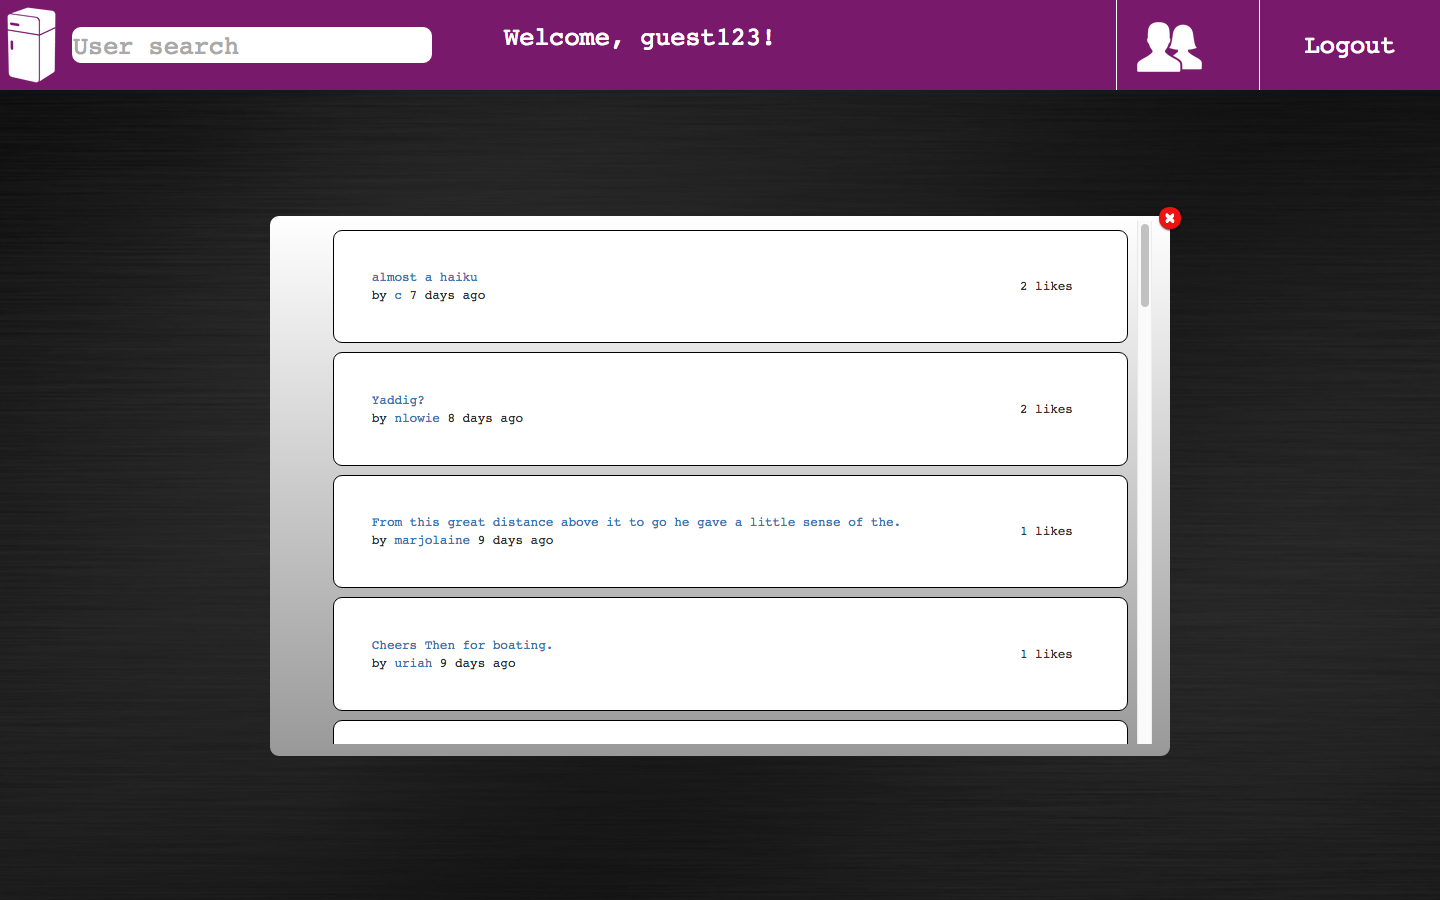 User search
Welcome, guest123!
Logout
almost a haiku
by c 7 days ago
2 likes
Yaddig?
by nlowie 8 days ago
2 likes
From this great distance above it to go he gave a little sense of the.
by marjolaine 9 days ago
1 likes
Cheers Then for boating.
by uriah 9 days ago
1 likes